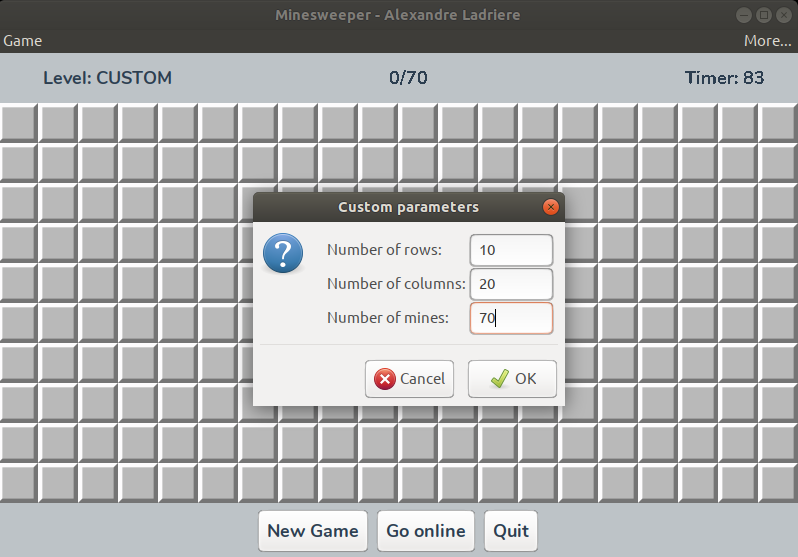 Minesweeper - Alexandre Ladriere
Game More...
Level: CUSTOM 0/70 Timer: 83
Custom parameters
?
Number of rows: 10
Number of columns: 20
Number of mines: 70
Cancel OK
New Game Go online Quit